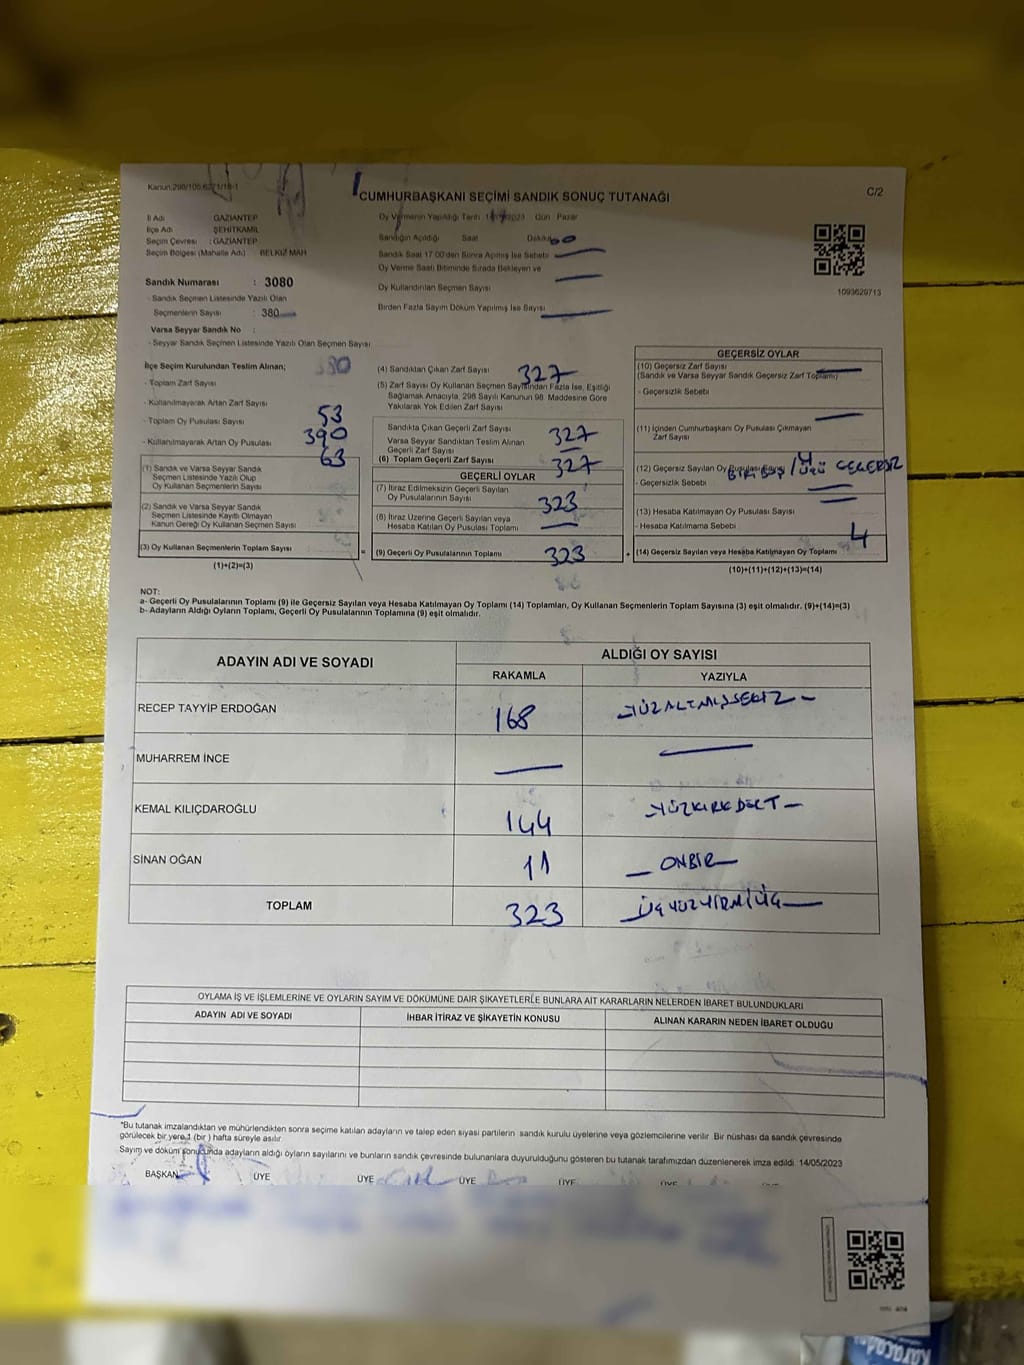 Kanun.298/105.627/18-1
CUMHURBAŞKANI SEÇİMİ SANDIK SONUÇ TUTANAĞI
C/2
İl Adı GAZİANTEP
İlçe Adı ŞEHİTKAMİL
Seçim Çevresi : GAZİANTEP
Seçim Bölgesi (Mahalle Adı) BELKIZ MAH
Sandık Numarası : 3080
- Sandık Seçmen Listesinde Yazılı Olan
Seçmenlerin Sayısı : 380
Varsa Seyyar Sandık No :
- Seyyar Sandık Seçmen Listesinde Yazılı Olan Seçmen Sayısı
Oy Vermenin Yapıldığı Tarih Gün Pazar
Sandığın Açıldığı Saat Dakika
Sandık Saat 17.00'den Sonra Açılmış İse Sebebi
Oy Verme Saati Bitiminde Sırada Bekleyen ve
Oy Kullandırılan Seçmen Sayısı
Birden Fazla Sayım Döküm Yapılmış İse Sayısı
1093629713
İlçe Seçim Kurulundan Teslim Alınan; 380
- Toplam Zarf Sayısı
- Kullanılmayarak Artan Zarf Sayısı 53
- Toplam Oy Pusulası Sayısı 390
- Kullanılmayarak Artan Oy Pusulası 63
(1) Sandık ve Varsa Seyyar Sandık
Seçmen Listesinde Yazılı Olup
Oy Kullanan Seçmenlerin Sayısı
(2) Sandık ve Varsa Seyyar Sandık
Seçmen Listesinde Kayıtlı Olmayan
Kanun Gereği Oy Kullanan Seçmen Sayısı
(3) Oy Kullanan Seçmenlerin Toplam Sayısı
(1)+(2)=(3)
(4) Sandıktan Çıkan Zarf Sayısı 327
(5) Zarf Sayısı Oy Kullanan Seçmen Sayısından Fazla İse, Eşitliği
Sağlamak Amacıyla, 298 Sayılı Kanunun 98. Maddesine Göre
Yakılarak Yok Edilen Zarf Sayısı
Sandıkta Çıkan Geçerli Zarf Sayısı 327
Varsa Seyyar Sandıktan Teslim Alınan
Geçerli Zarf Sayısı
(6) Toplam Geçerli Zarf Sayısı 327
GEÇERLİ OYLAR
(7) İtiraz Edilmeksizin Geçerli Sayılan
Oy Pusulalarının Sayısı 323
(8) İtiraz Üzerine Geçerli Sayılan veya
Hesaba Katılan Oy Pusulası Toplamı
= (9) Geçerli Oy Pusulalarının Toplamı 323
GEÇERSİZ OYLAR
(10) Geçersiz Zarf Sayısı
(Sandık ve Varsa Seyyar Sandık Geçersiz Zarf Toplamı)
- Geçersizlik Sebebi
(11) İçinden Cumhurbaşkanı Oy Pusulası Çıkmayan
Zarf Sayısı
(12) Geçersiz Sayılan Oy Pusulası Sayısı 4
- Geçersizlik Sebebi BİRİ BOŞ / ÜÇÜ GEÇERSİZ
(13) Hesaba Katılmayan Oy Pusulası Sayısı
- Hesaba Katılmama Sebebi
+ (14) Geçersiz Sayılan veya Hesaba Katılmayan Oy Toplamı 4
(10)+(11)+(12)+(13)=(14)
NOT:
a- Geçerli Oy Pusulalarının Toplamı (9) ile Geçersiz Sayılan veya Hesaba Katılmayan Oy Toplamı (14) Toplamları, Oy Kullanan Seçmenlerin Toplam Sayısına (3) eşit olmalıdır. (9)+(14)=(3)
b- Adayların Aldığı Oyların Toplamı, Geçerli Oy Pusulalarının Toplamına (9) eşit olmalıdır.
ADAYIN ADI VE SOYADI ALDIĞI OY SAYISI
RAKAMLA YAZIYLA
RECEP TAYYİP ERDOĞAN 168 YÜZALTMIŞSEKİZ
MUHARREM İNCE
KEMAL KILIÇDAROĞLU 144 YÜZKIRKDÖRT
SİNAN OĞAN 11 ONBİR
TOPLAM 323 ÜÇYÜZYİRMİÜÇ
OYLAMA İŞ VE İŞLEMLERİNE VE OYLARIN SAYIM VE DÖKÜMÜNE DAİR ŞİKAYETLERLE BUNLARA AİT KARARLARIN NELERDEN İBARET BULUNDUKLARI
ADAYIN ADI VE SOYADI İHBAR İTİRAZ VE ŞİKAYETİN KONUSU ALINAN KARARIN NEDEN İBARET OLDUĞU
*Bu tutanak imzalandıktan ve mühürlendikten sonra seçime katılan adayların ve talep eden siyasi partilerin sandık kurulu üyelerine veya gözlemcilerine verilir. Bir nüshası da sandık çevresinde
görülecek bir yere 1 (bir ) hafta süreyle asılır.
Sayım ve döküm sonucunda adayların aldığı oyların sayılarını ve bunların sandık çevresinde bulunanlara duyurulduğunu gösteren bu tutanak tarafımızdan düzenlenerek imza edildi. 14/05/2023
BAŞKAN ÜYE ÜYE ÜYE ÜYE ÜYE ÜYE
karacadağ